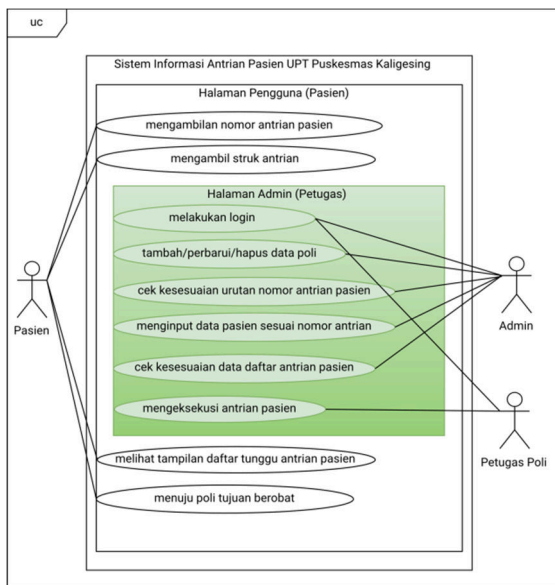 uc
Sistem Informasi Antrian Pasien UPT Puskesmas Kaligesing
Halaman Pengguna (Pasien)
mengambilan nomor antrian pasien
mengambil struk antrian
Halaman Admin (Petugas)
melakukan login
tambah/perbarui/hapus data poli
cek kesesuaian urutan nomor antrian pasien
menginput data pasien sesuai nomor antrian
cek kesesuaian data daftar antrian pasien
mengeksekusi antrian pasien
melihat tampilan daftar tunggu antrian pasien
menuju poli tujuan berobat
Pasien
Admin
Petugas Poli